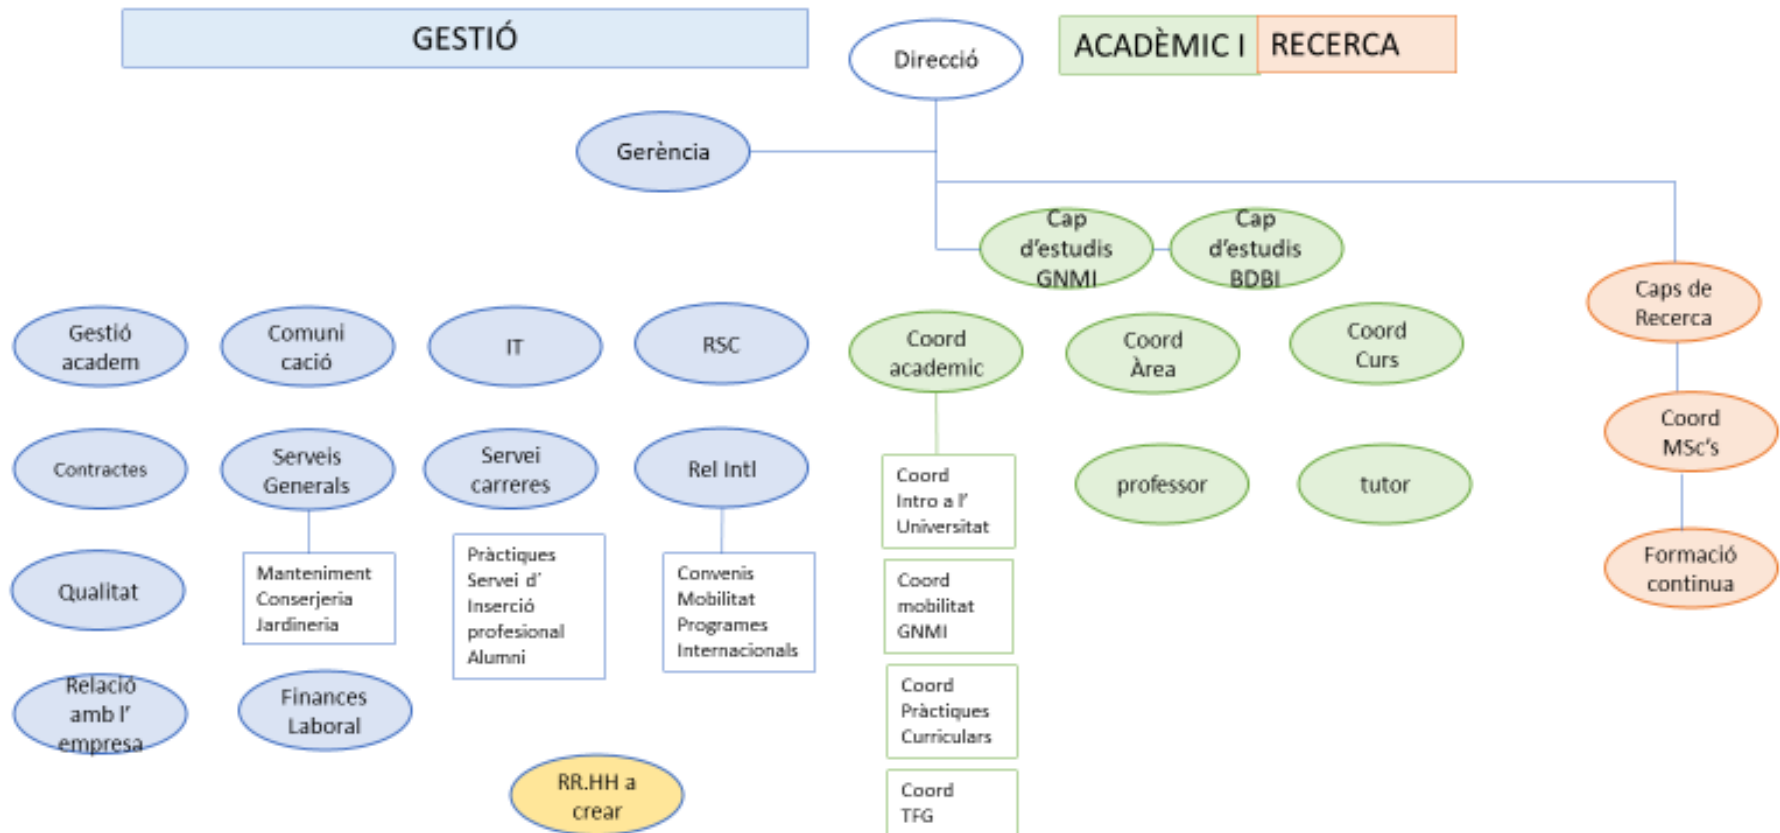 GESTIÓ
Direcció
ACADÈMIC I
RECERCA
Gerència
Cap
d'estudis
GNMI
Cap
d'estudis
BDBI
Caps de
Recerca
Gestió
academ
Comuni
cació
IT
RSC
Coord
academic
Coord
Àrea
Coord
Curs
Coord
MSc's
Contractes
Serveis
Generals
Servei
carreres
Rel Intl
Coord
Intro a l'
Universitat
professor
tutor
Formació
continua
Qualitat
Manteniment
Conserjeria
Jardineria
Pràctiques
Servei d´
Inserció
profesional
Alumni
Convenis
Mobilitat
Programes
Internacionals
Coord
mobilitat
GNMI
Relació
amb l'
empresa
Finances
Laboral
Coord
Pràctiques
Curriculars
RR.HH a
crear
Coord
TFG